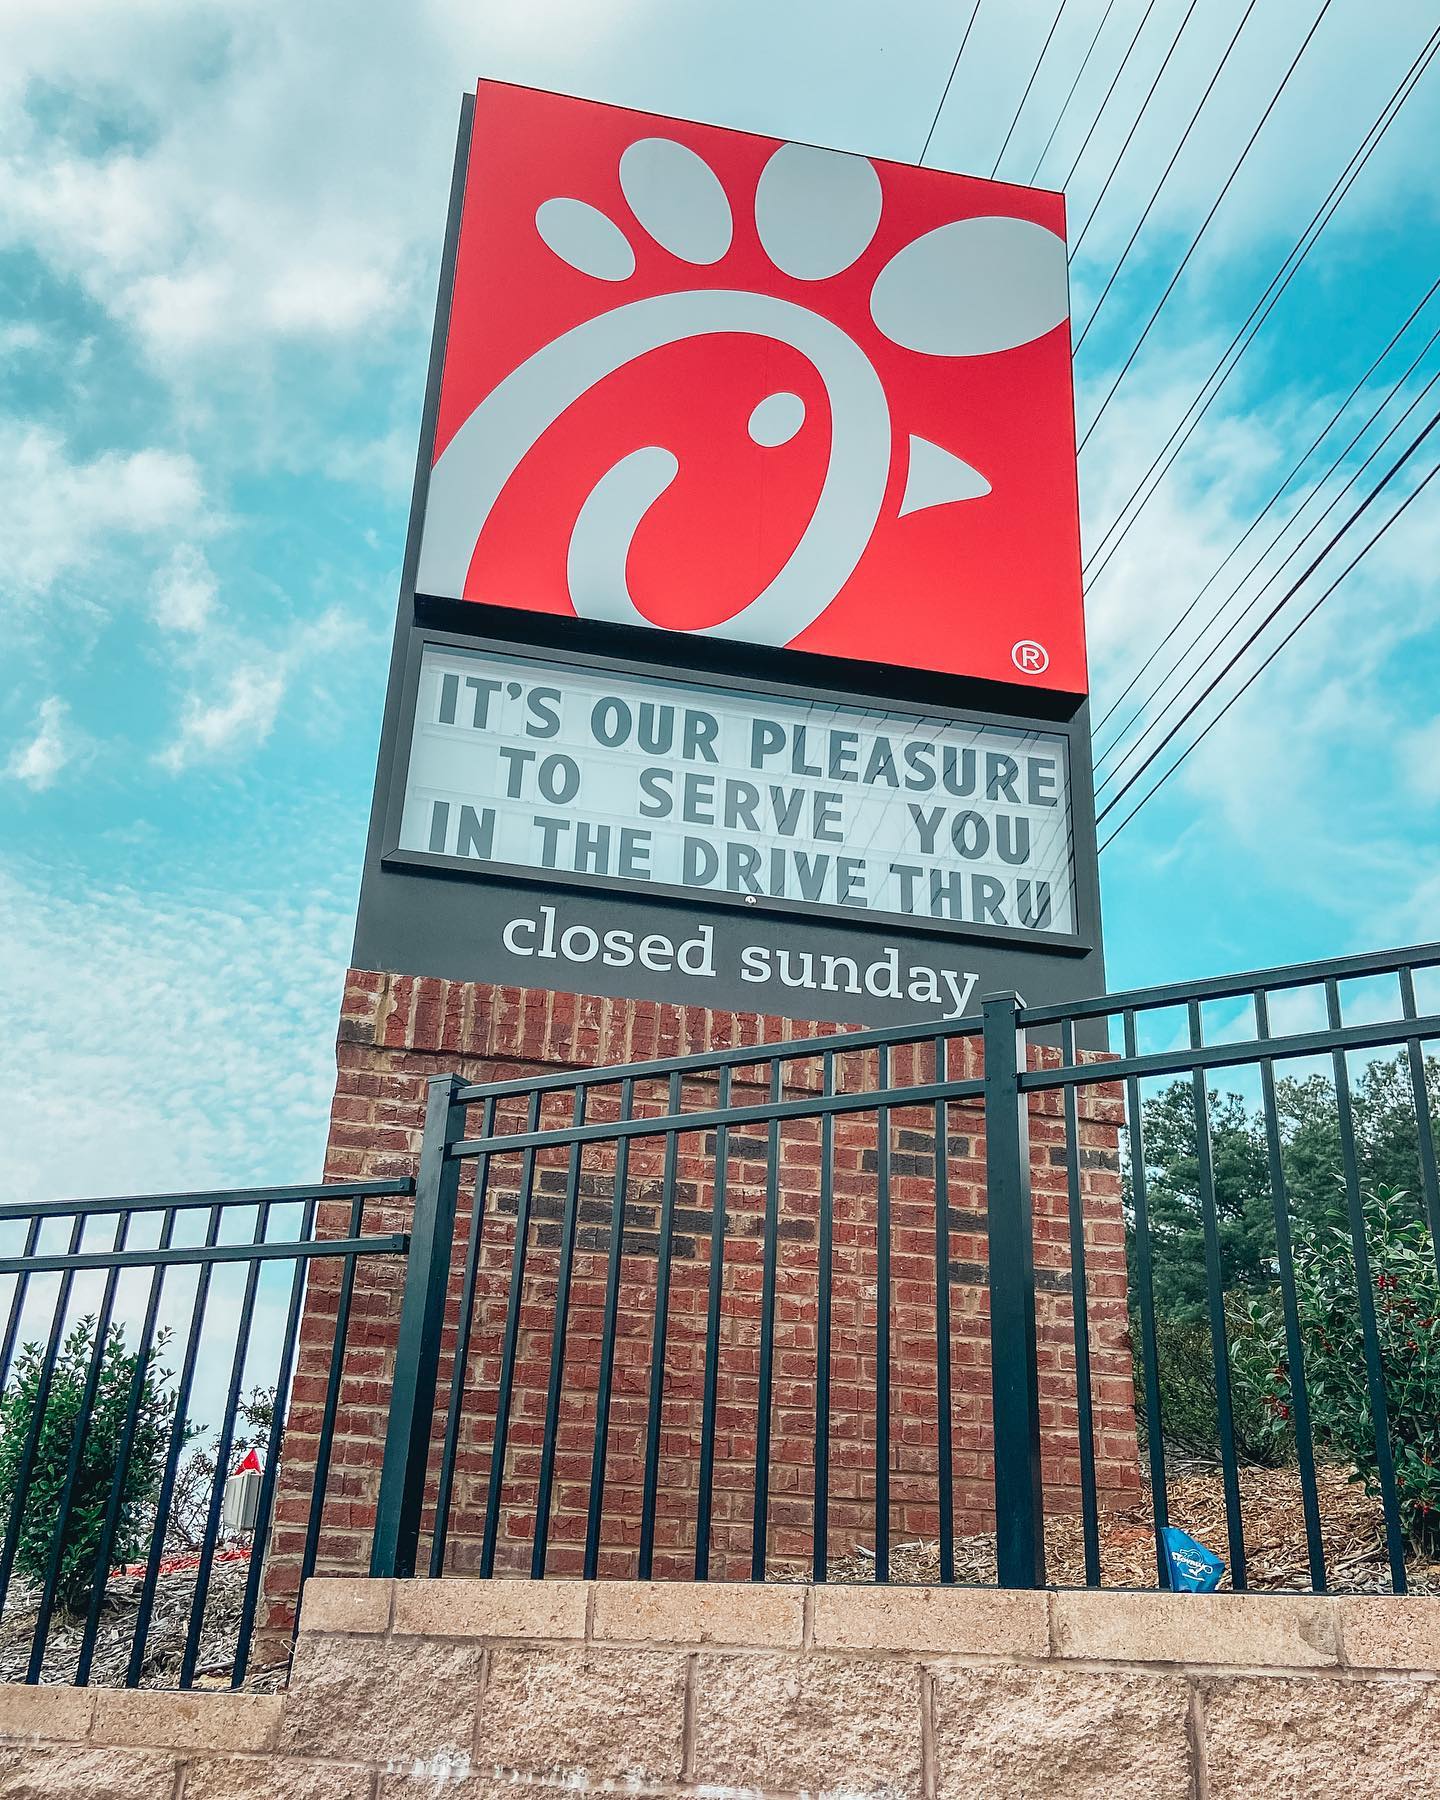 ®
IT'S OUR PLEASURE
TO SERVE YOU
IN THE DRIVE THRU
closed sunday